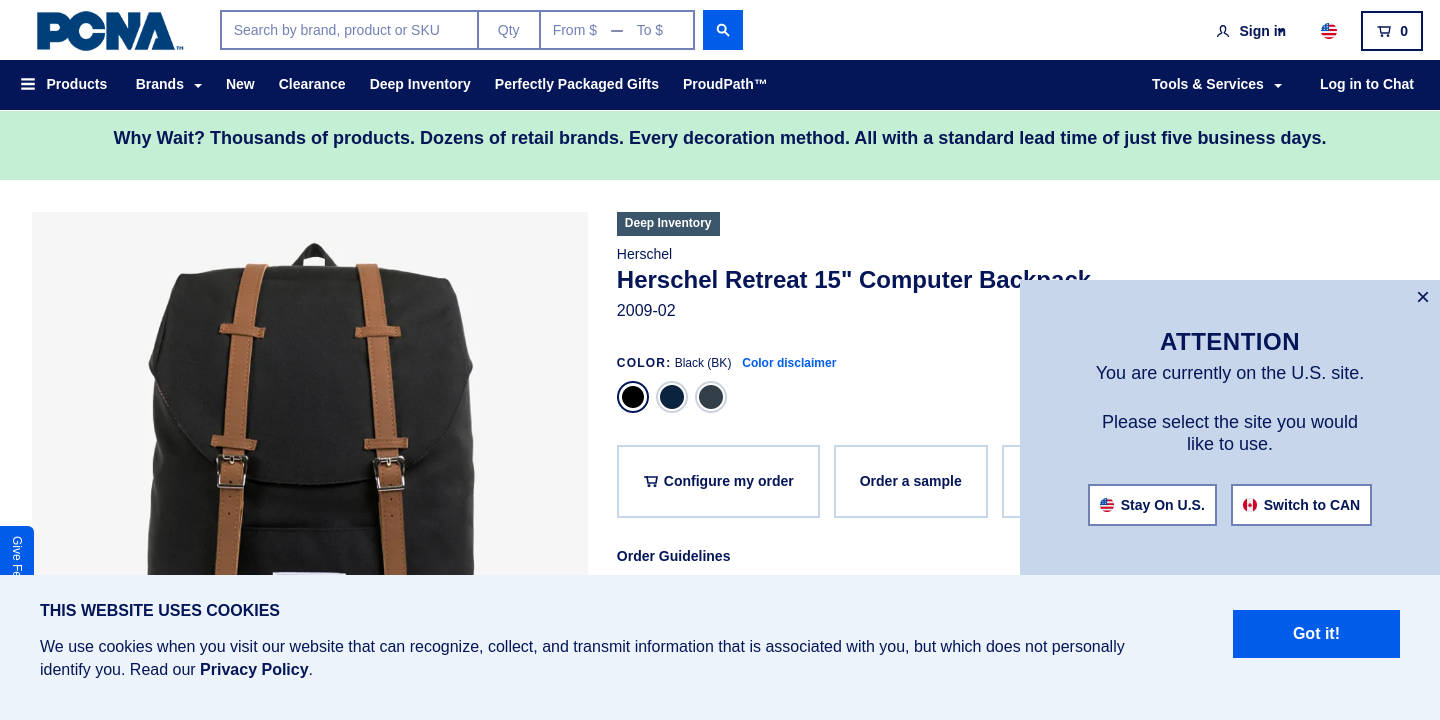 PCNA™
Search by brand, product or SKU
Qty
From $ — To $
Sign in
0
Products
Brands
New
Clearance
Deep Inventory
Perfectly Packaged Gifts
ProudPath™
Tools & Services
Log in to Chat
Why Wait? Thousands of products. Dozens of retail brands. Every decoration method. All with a standard lead time of just five business days.
Deep Inventory
Herschel
Herschel Retreat 15" Computer Backpack
2009-02
COLOR: Black (BK) Color disclaimer
Configure my order
Order a sample
Order Guidelines
ATTENTION
You are currently on the U.S. site.
Please select the site you would
like to use.
Stay On U.S.
Switch to CAN
Give
THIS WEBSITE USES COOKIES
We use cookies when you visit our website that can recognize, collect, and transmit information that is associated with you, but which does not personally
identify you. Read our Privacy Policy.
Got it!